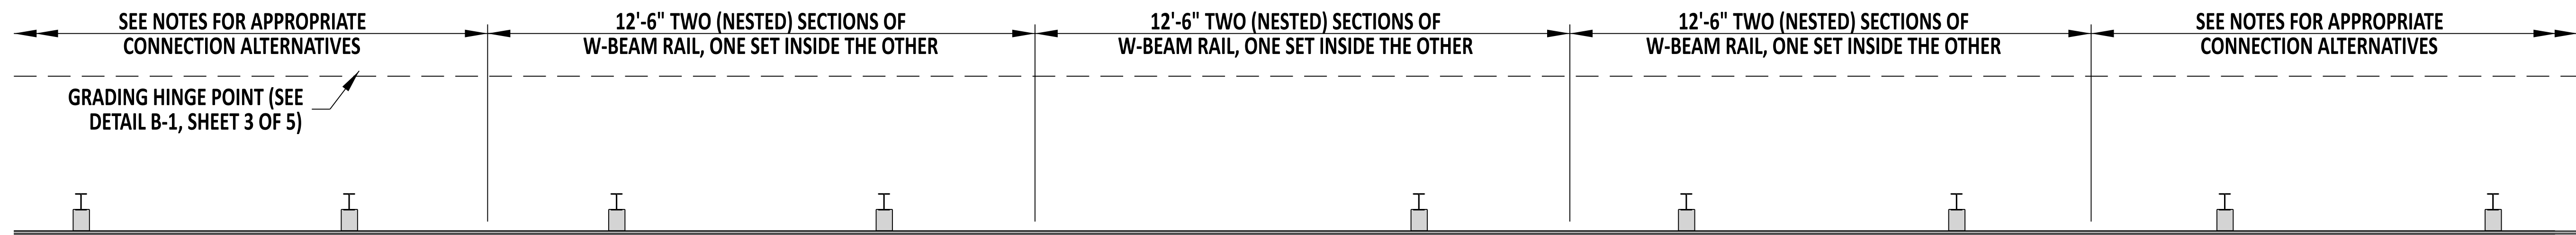 SEE NOTES FOR APPROPRIATE
CONNECTION ALTERNATIVES
12'-6" TWO (NESTED) SECTIONS OF
W-BEAM RAIL, ONE SET INSIDE THE OTHER
12'-6" TWO (NESTED) SECTIONS OF
W-BEAM RAIL, ONE SET INSIDE THE OTHER
12'-6" TWO (NESTED) SECTIONS OF
W-BEAM RAIL, ONE SET INSIDE THE OTHER
SEE NOTES FOR APPROPRIATE
CONNECTION ALTERNATIVES
GRADING HINGE POINT (SEE
DETAIL B-1, SHEET 3 OF 5)